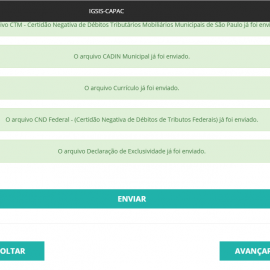 IGSIS-CAPAC
ivo CTM - Certidão Negativa de Débitos Tributários Mobiliários Municipais de São Paulo já foi env
O arquivo CADIN Municipal já foi enviado.
O arquivo Currículo já foi enviado.
O arquivo CND Federal - (Certidão Negativa de Débitos de Tributos Federais) já foi enviado.
O arquivo Declaração de Exclusividade já foi enviado.
ENVIAR
OLTAR AVANÇAR